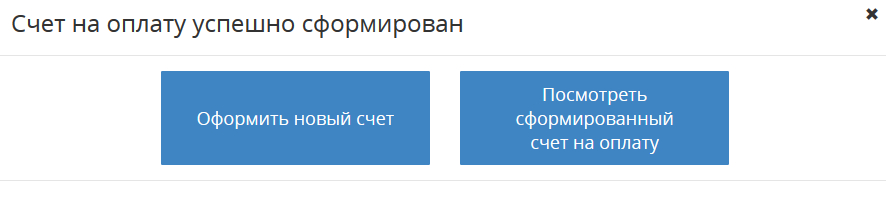 Счет на оплату успешно сформирован
Оформить новый счет
Посмотреть
сформированный
счет на оплату